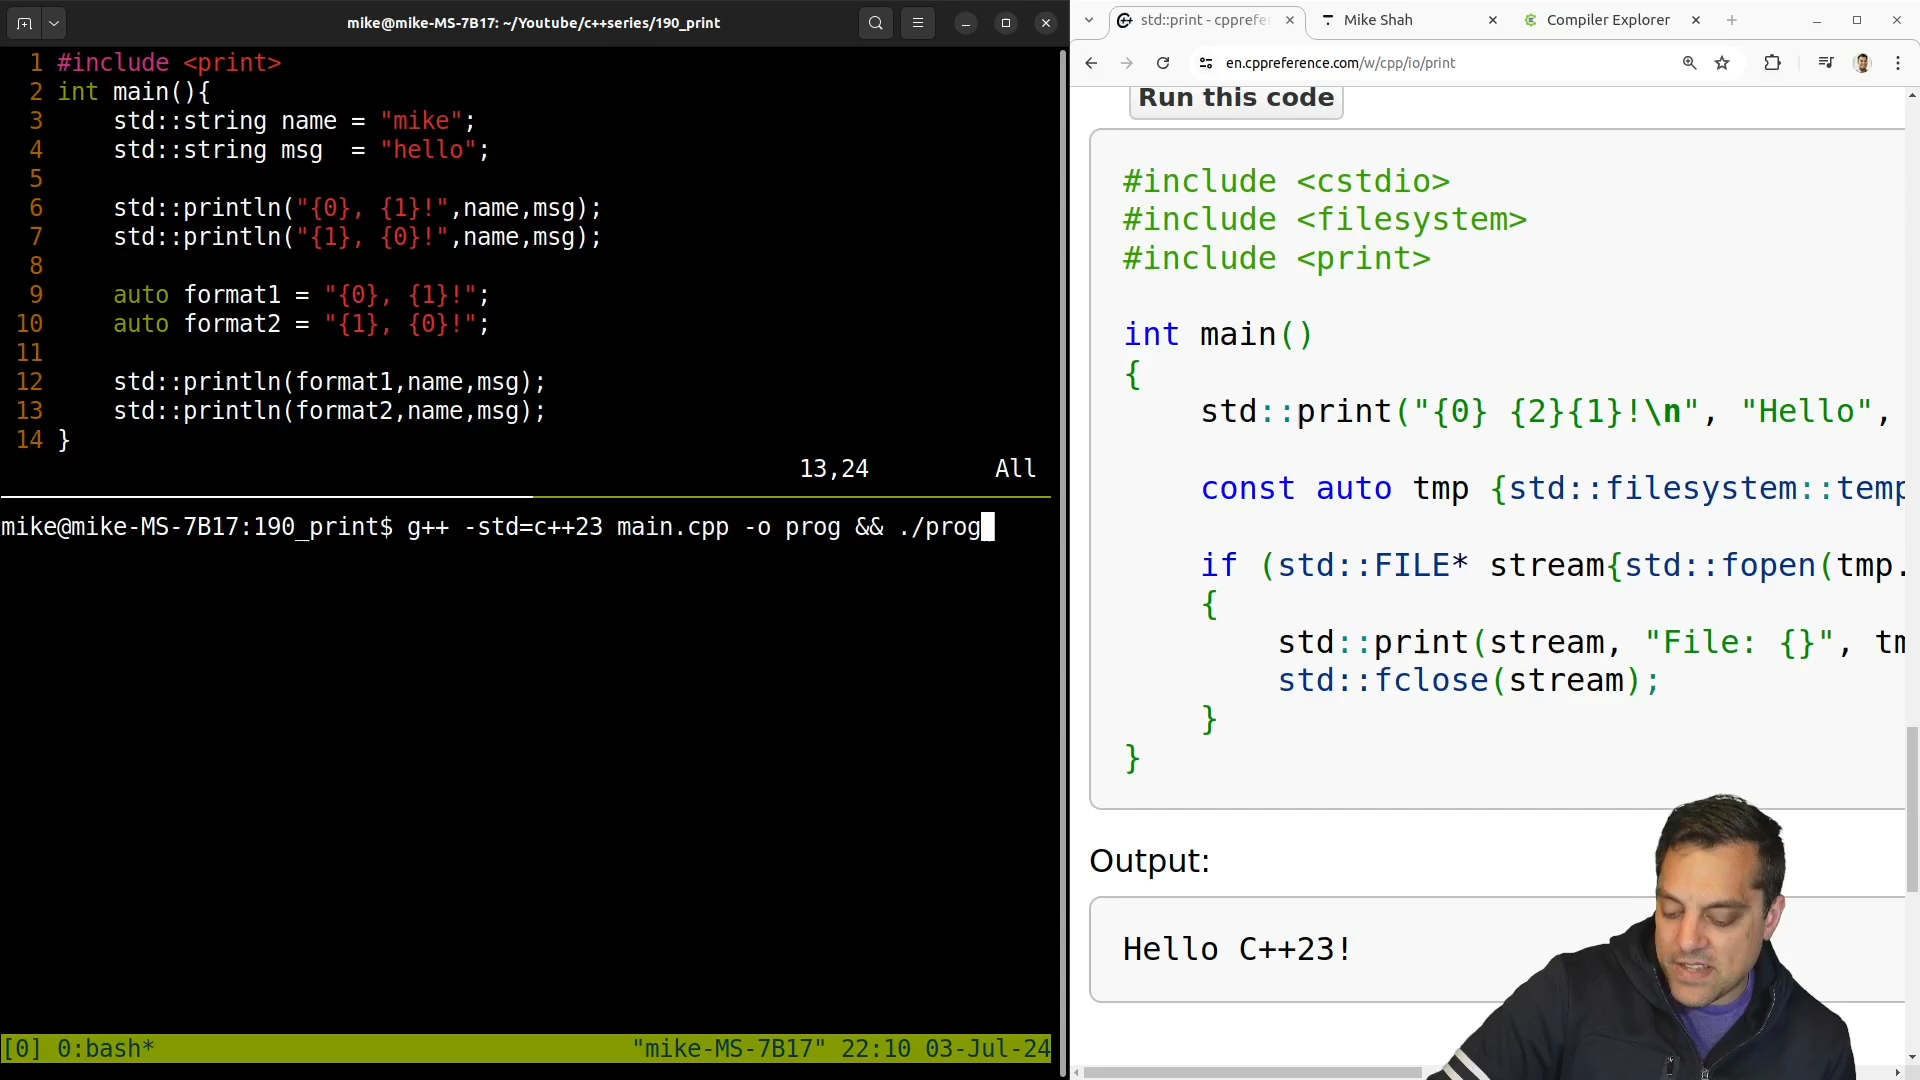 mike@mike-MS-7B17: ~/Youtube/c++series/190_print
1 #include <print>
2 int main(){
3     std::string name = "mike";
4     std::string msg  = "hello";
5
6     std::println("{0}, {1}!",name,msg);
7     std::println("{1}, {0}!",name,msg);
8
9     auto format1 = "{0}, {1}!";
10     auto format2 = "{1}, {0}!";
11
12     std::println(format1,name,msg);
13     std::println(format2,name,msg);
14 }
13,24 All
mike@mike-MS-7B17:190_print$ g++ -std=c++23 main.cpp -o prog && ./prog
[0] 0:bash* "mike-MS-7B17" 22:10 03-Jul-24
std::print - cpprefe Mike Shah Compiler Explorer
en.cppreference.com/w/cpp/io/print
Run this code
#include <cstdio>
#include <filesystem>
#include <print>
int main()
{
    std::print("{0} {2}{1}!\n", "Hello",
    const auto tmp {std::filesystem::temp
    if (std::FILE* stream{std::fopen(tmp.
    {
        std::print(stream, "File: {}", tm
        std::fclose(stream);
    }
}
Output:
Hello C++23!